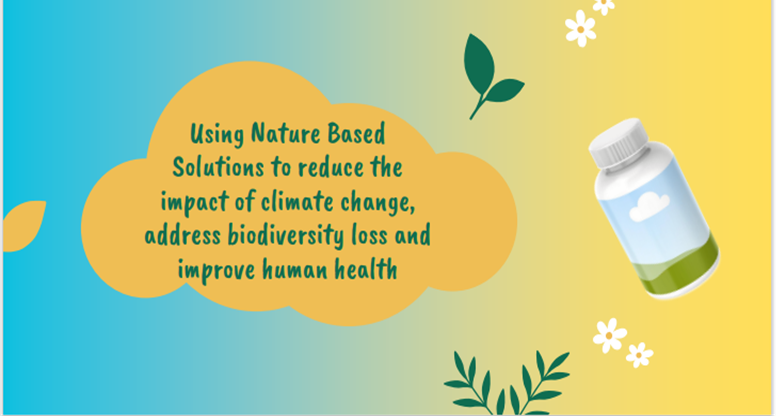 Using Nature Based
Solutions to reduce the
impact of climate change,
address biodiversity loss and
improve human health